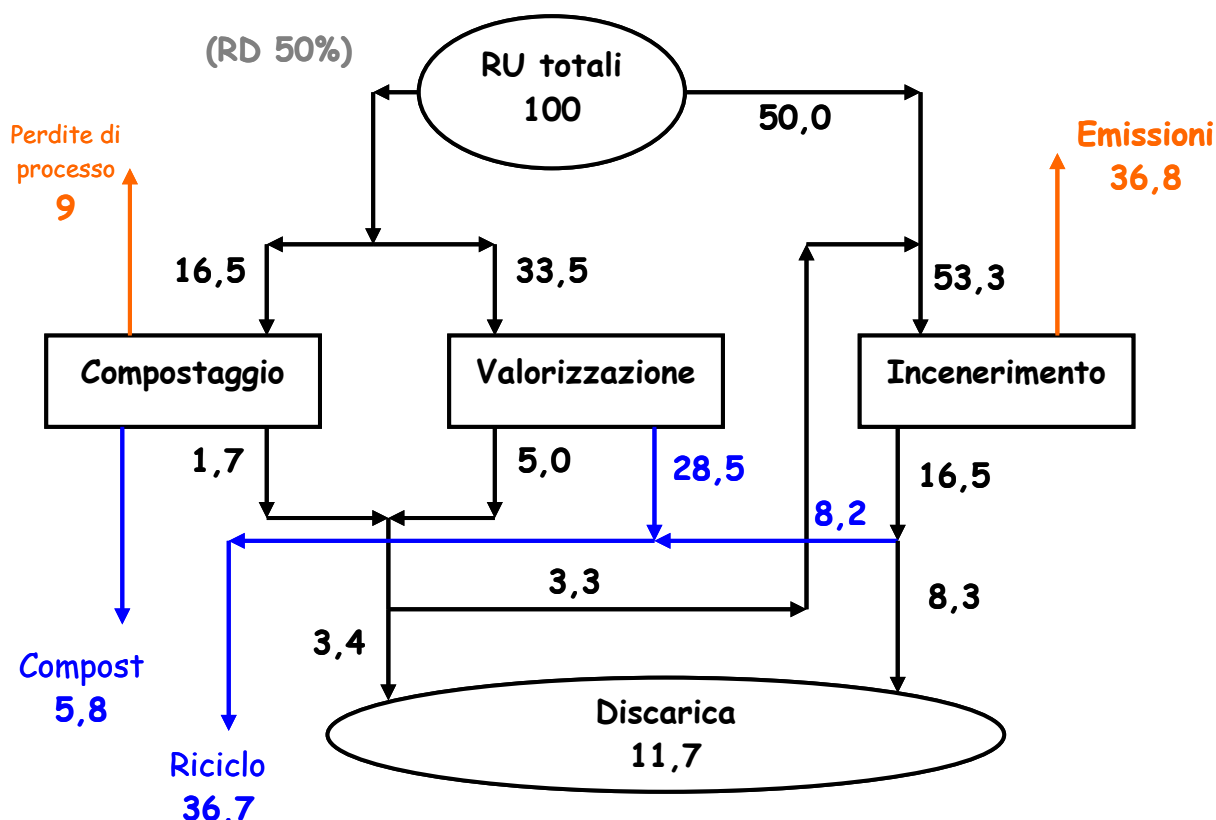 (RD 50%)
RU totali
100
50,0
Perdite di
processo
9
Emissioni
36,8
16,5
33,5
53,3
Compostaggio
Valorizzazione
Incenerimento
1,7
5,0
28,5
16,5
8,2
3,3
8,3
3,4
Compost
5,8
Discarica
11,7
Riciclo
36,7